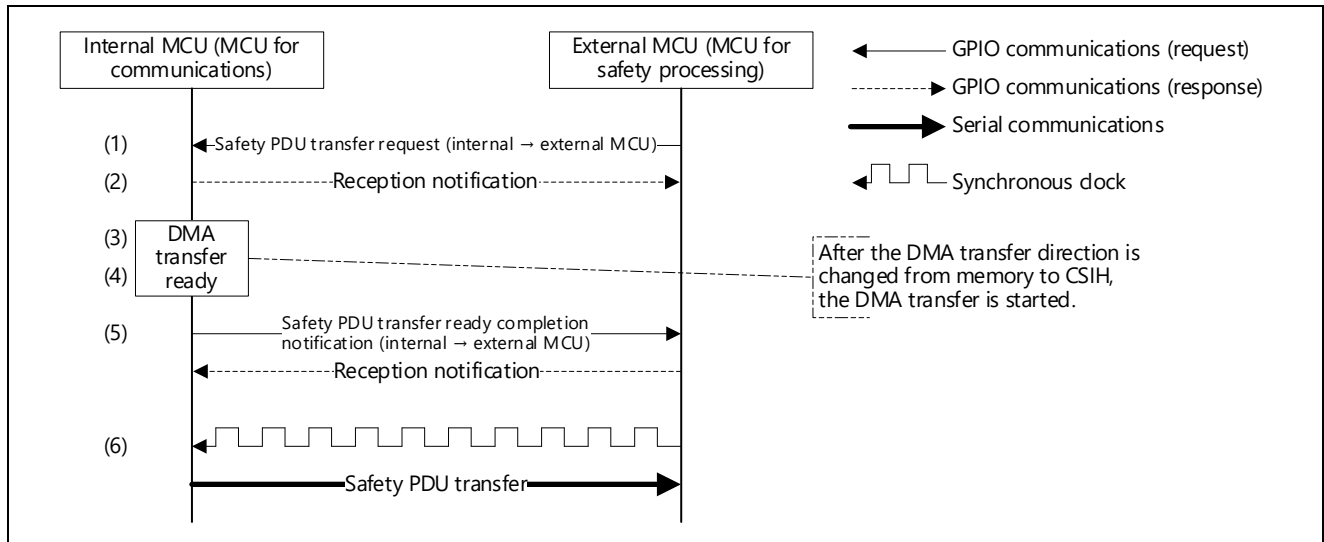 Internal MCU (MCU for
communications)
External MCU (MCU for
safety processing)
GPIO communications (request)
GPIO communications (response)
Serial communications
Synchronous clock
(1)
Safety PDU transfer request (internal → external MCU)
(2)
Reception notification
(3)
(4)
DMA
transfer
ready
After the DMA transfer direction is
changed from memory to CSIH,
the DMA transfer is started.
(5)
Safety PDU transfer ready completion
notification (internal → external MCU)
Reception notification
(6)
Safety PDU transfer